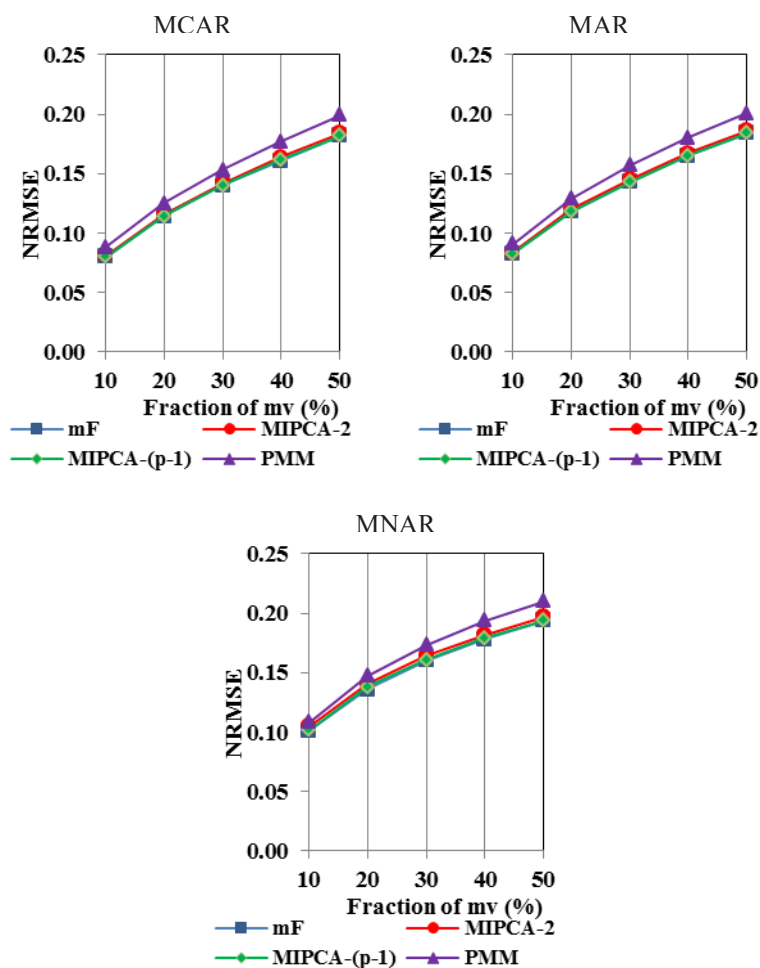 MCAR
0.25
0.20
0.15
0.10
0.05
0.00
NRMSE
10 20 30 40 50
Fraction of mv (%)
mF MIPCA-2
MIPCA-(p-1) PMM
MAR
0.25
0.20
0.15
0.10
0.05
0.00
NRMSE
10 20 30 40 50
Fraction of mv (%)
mF MIPCA-2
MIPCA-(p-1) PMM
MNAR
0.25
0.20
0.15
0.10
0.05
0.00
NRMSE
10 20 30 40 50
Fraction of mv (%)
mF MIPCA-2
MIPCA-(p-1) PMM